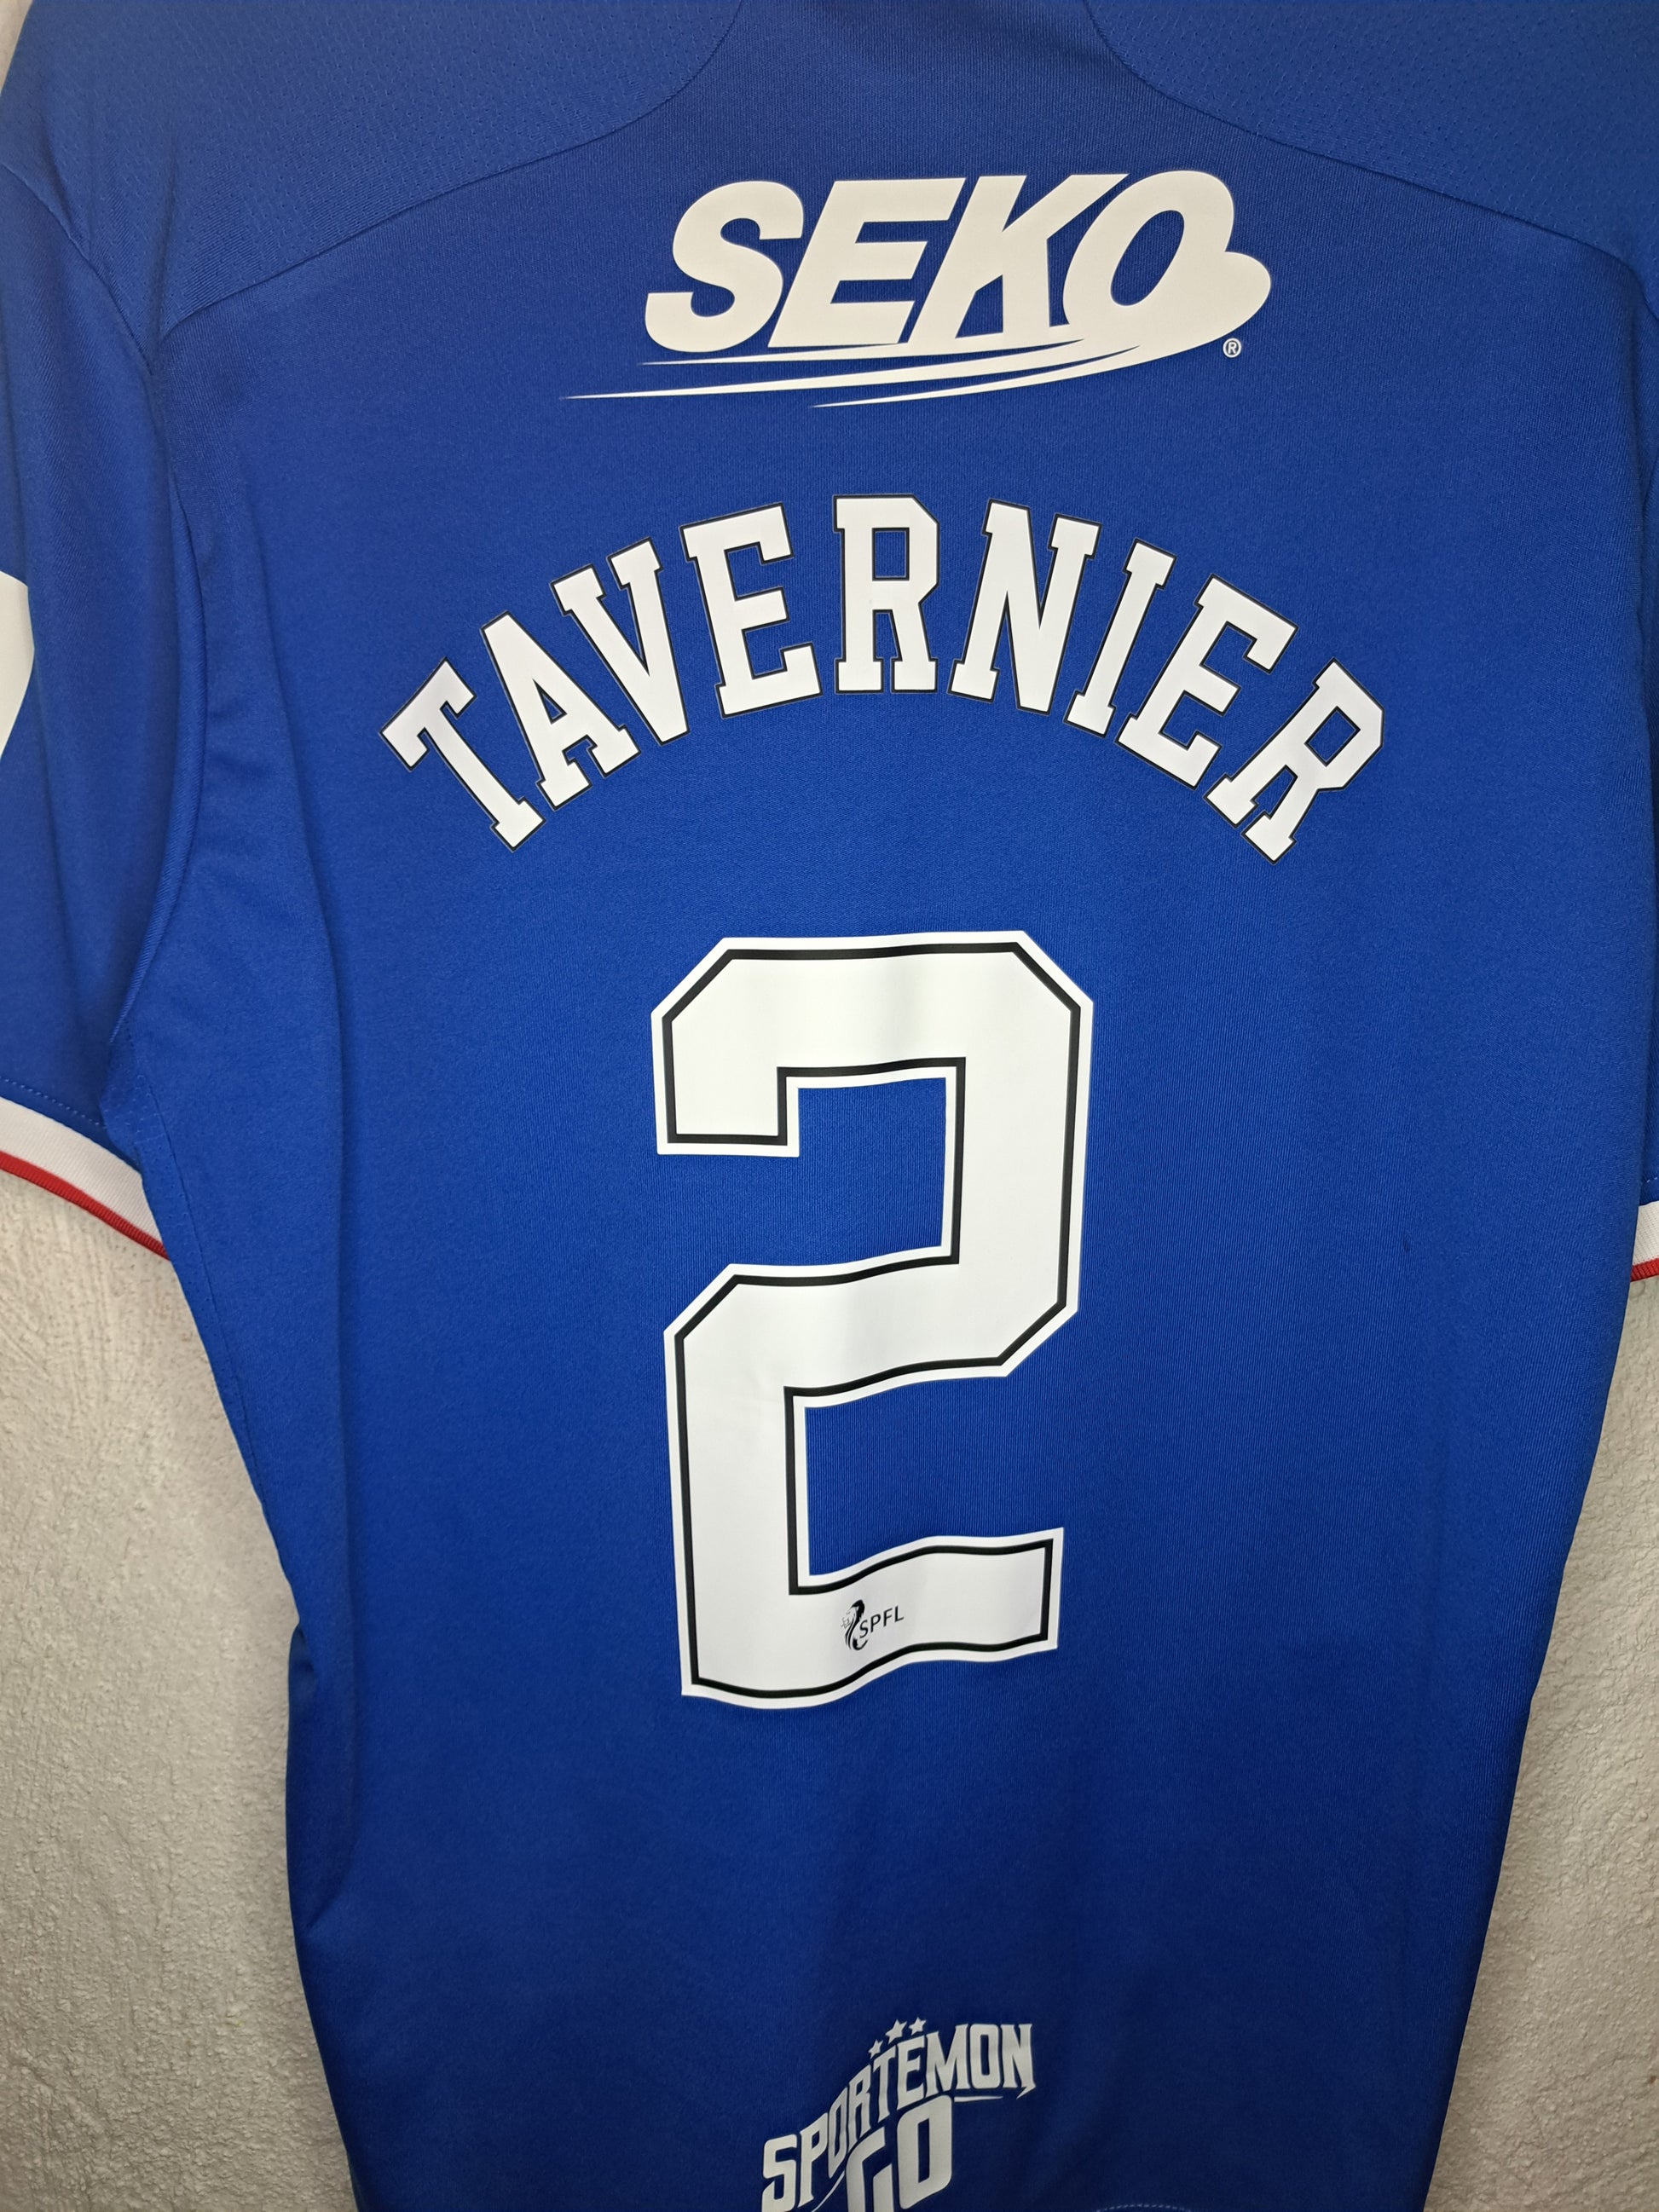 SEKO®
TAVERNIER
2
SPFL
SPORTEMON
GO